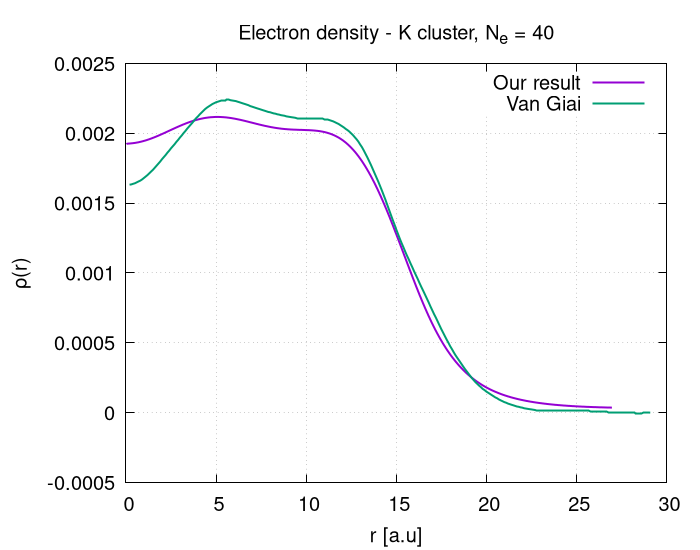 Electron density - K cluster, Ne = 40
Our result
Van Giai
0.0025
0.002
0.0015
0.001
0.0005
0
-0.0005
ρ(r)
0 5 10 15 20 25 30
r [a.u]